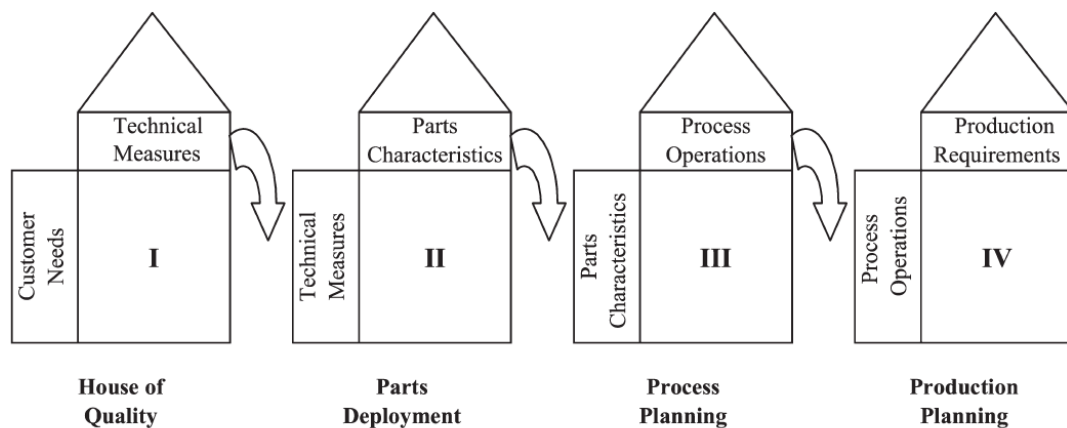 Technical
Measures
Customer
Needs
I
House of
Quality
Parts
Characteristics
Technical
Measures
II
Parts
Deployment
Process
Operations
Parts
Characteristics
III
Process
Planning
Production
Requirements
Process
Operations
IV
Production
Planning